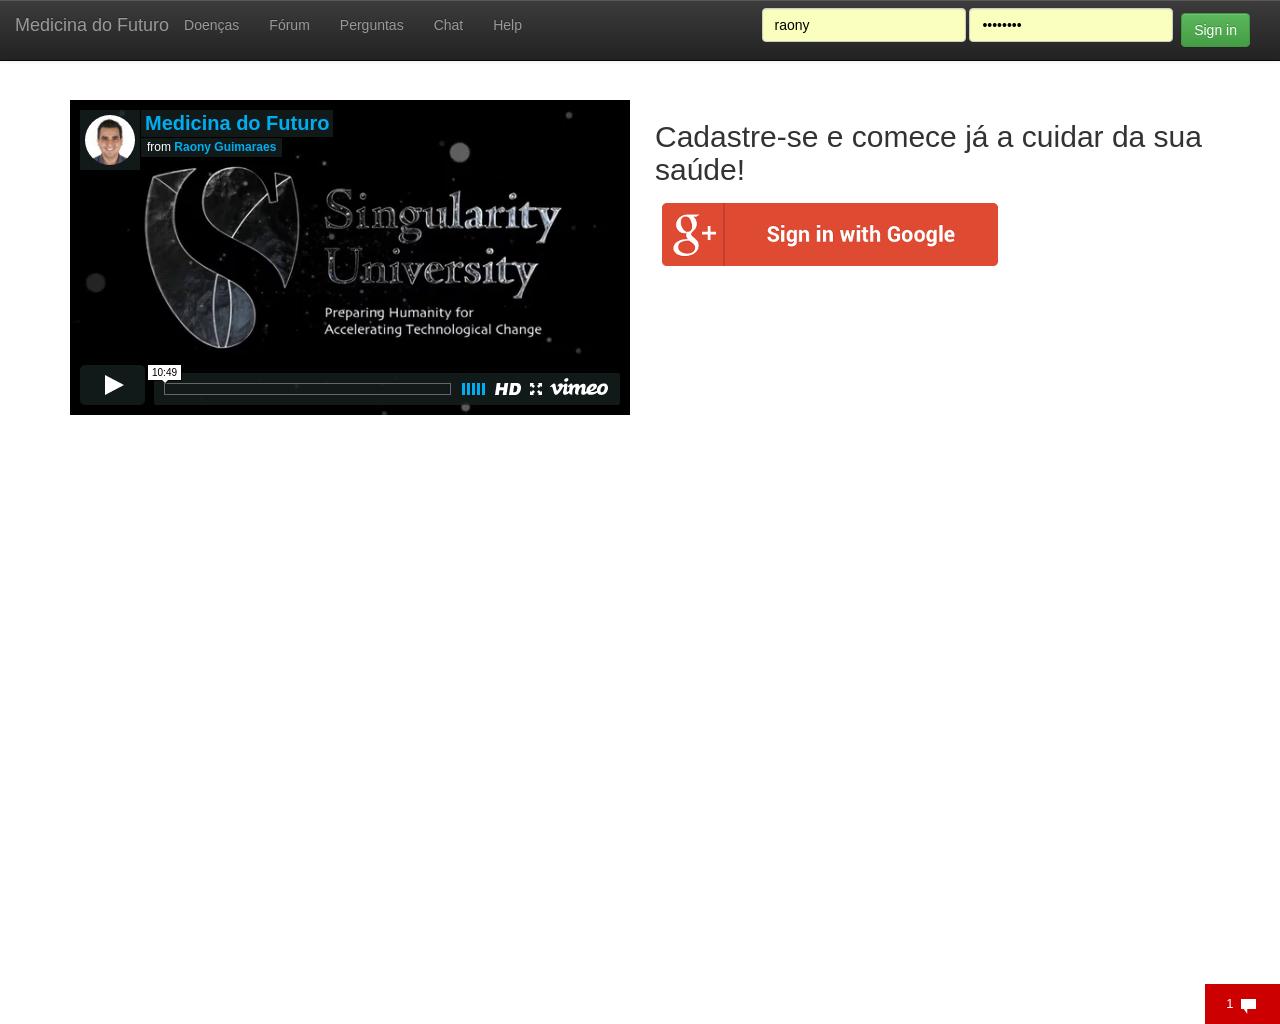 Medicina do Futuro Doenças Fórum Perguntas Chat Help raony •••••••• Sign in
Medicina do Futuro
from Raony Guimaraes
Singularity
University
Preparing Humanity for
Accelerating Technological Change
10:49
HD vimeo
Cadastre-se e comece já a cuidar da sua
saúde!
g+ Sign in with Google
1